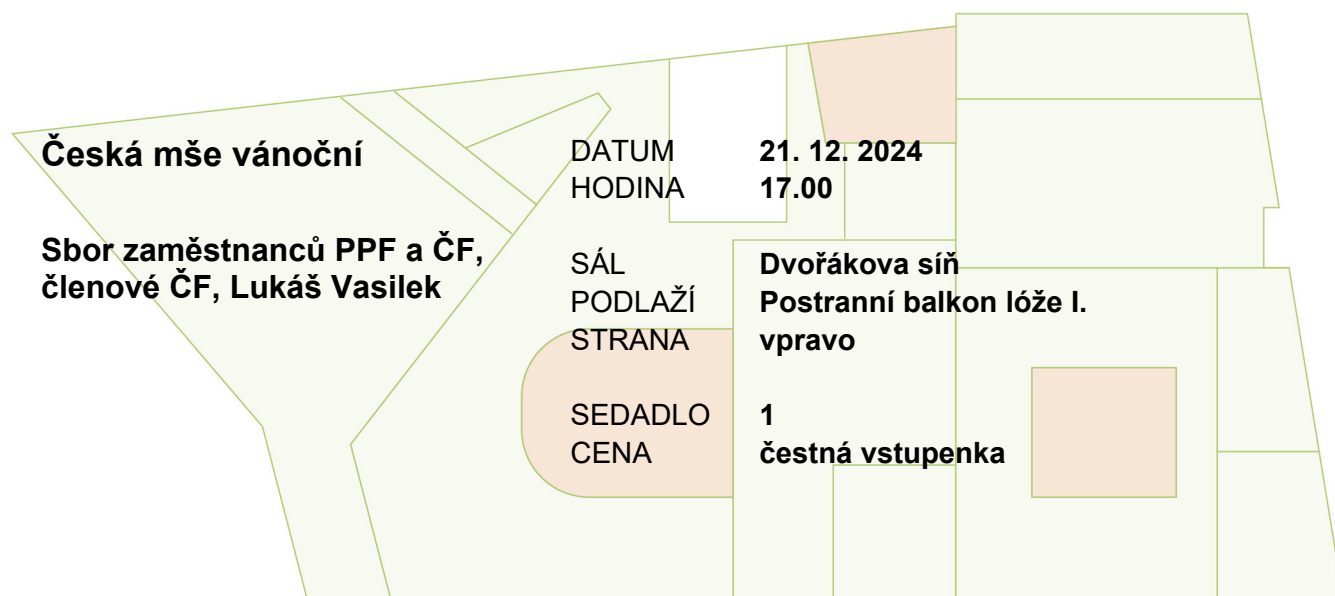 Česká mše vánoční
Sbor zaměstnanců PPF a ČF,
členové ČF, Lukáš Vasilek
DATUM 21. 12. 2024
HODINA 17.00
SÁL Dvořákova síň
PODLAŽÍ Postranní balkon lóže I.
STRANA vpravo
SEDADLO 1
CENA čestná vstupenka